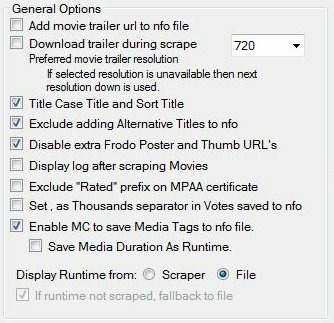 General Options
Add movie trailer url to nfo file
Download trailer during scrape 720
Preferred movie trailer resolution
If selected resolution is unavailable then next
resolution down is used.
Title Case Title and Sort Title
Exclude adding Alternative Titles to nfo
Disable extra Frodo Poster and Thumb URL's
Display log after scraping Movies
Exclude "Rated" prefix on MPAA certificate
Set , as Thousands separator in Votes saved to nfo
Enable MC to save Media Tags to nfo file.
Save Media Duration As Runtime.
Display Runtime from: Scraper File
If runtime not scraped, fallback to file